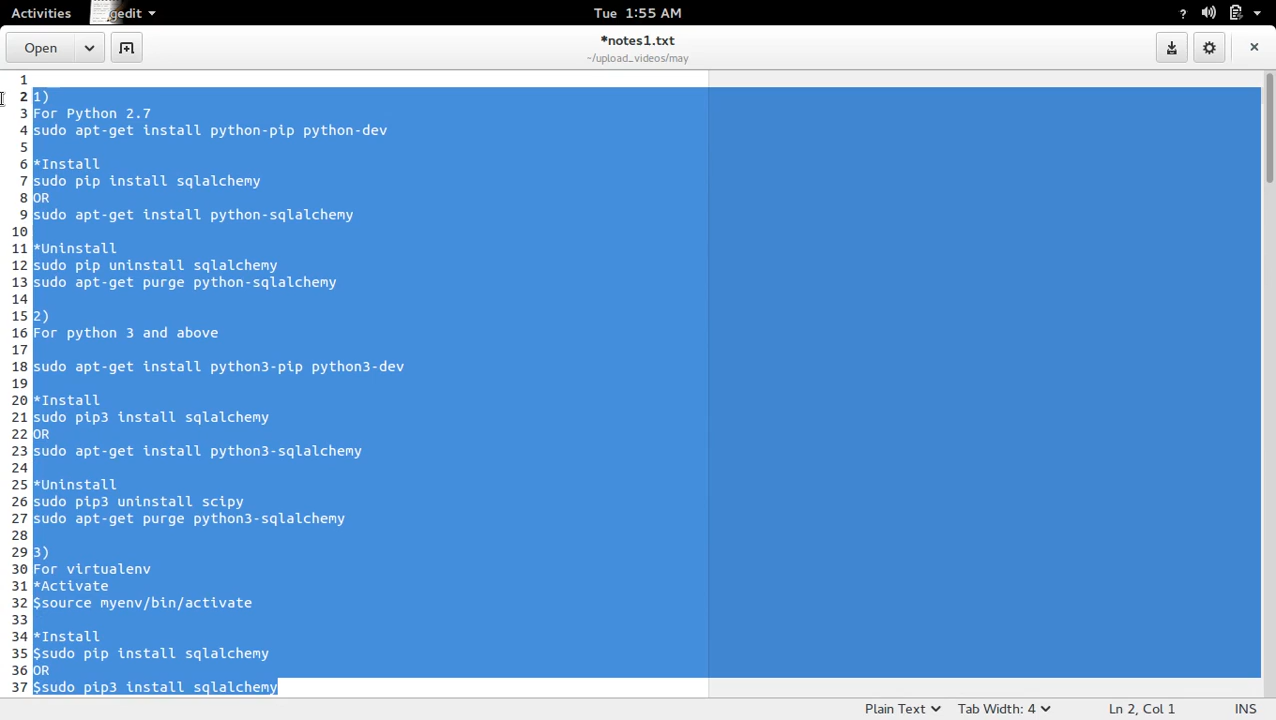 Activities gedit Tue 1:55 AM ?
Open *notes1.txt
~/upload_videos/may
1
2 1)
3 For Python 2.7
4 sudo apt-get install python-pip python-dev
5
6 *Install
7 sudo pip install sqlalchemy
8 OR
9 sudo apt-get install python-sqlalchemy
10
11 *Uninstall
12 sudo pip uninstall sqlalchemy
13 sudo apt-get purge python-sqlalchemy
14
15 2)
16 For python 3 and above
17
18 sudo apt-get install python3-pip python3-dev
19
20 *Install
21 sudo pip3 install sqlalchemy
22 OR
23 sudo apt-get install python3-sqlalchemy
24
25 *Uninstall
26 sudo pip3 uninstall scipy
27 sudo apt-get purge python3-sqlalchemy
28
29 3)
30 For virtualenv
31 *Activate
32 $source myenv/bin/activate
33
34 *Install
35 $sudo pip install sqlalchemy
36 OR
37 $sudo pip3 install sqlalchemy
Plain Text Tab Width: 4 Ln 2, Col 1 INS